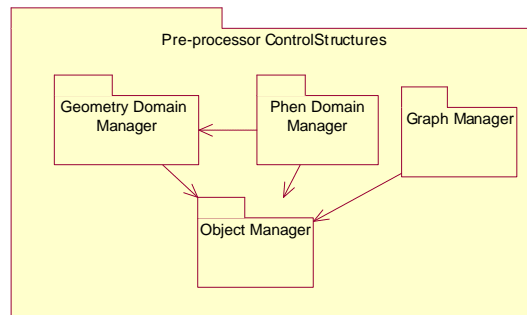 Pre-processor ControlStructures
Geometry Domain
Manager
Phen Domain
Manager
Graph Manager
Object Manager